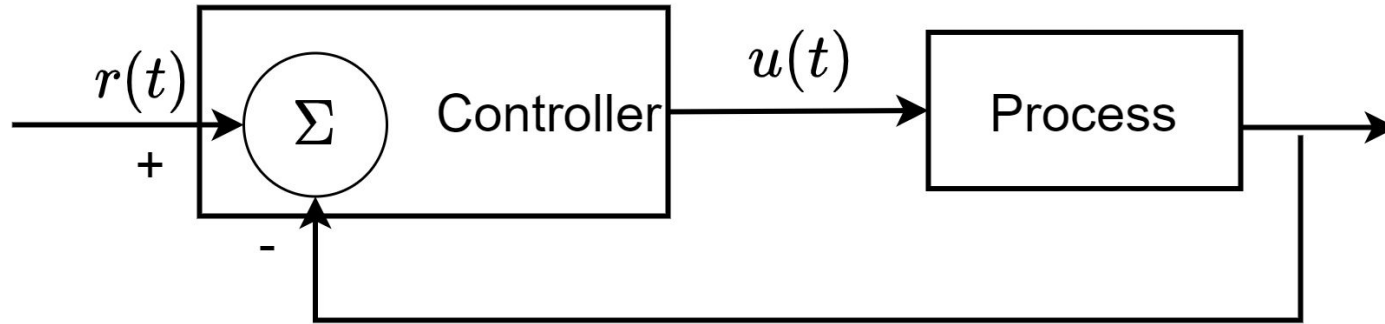 r(t)
+
Σ
Controller
-
u(t)
Process